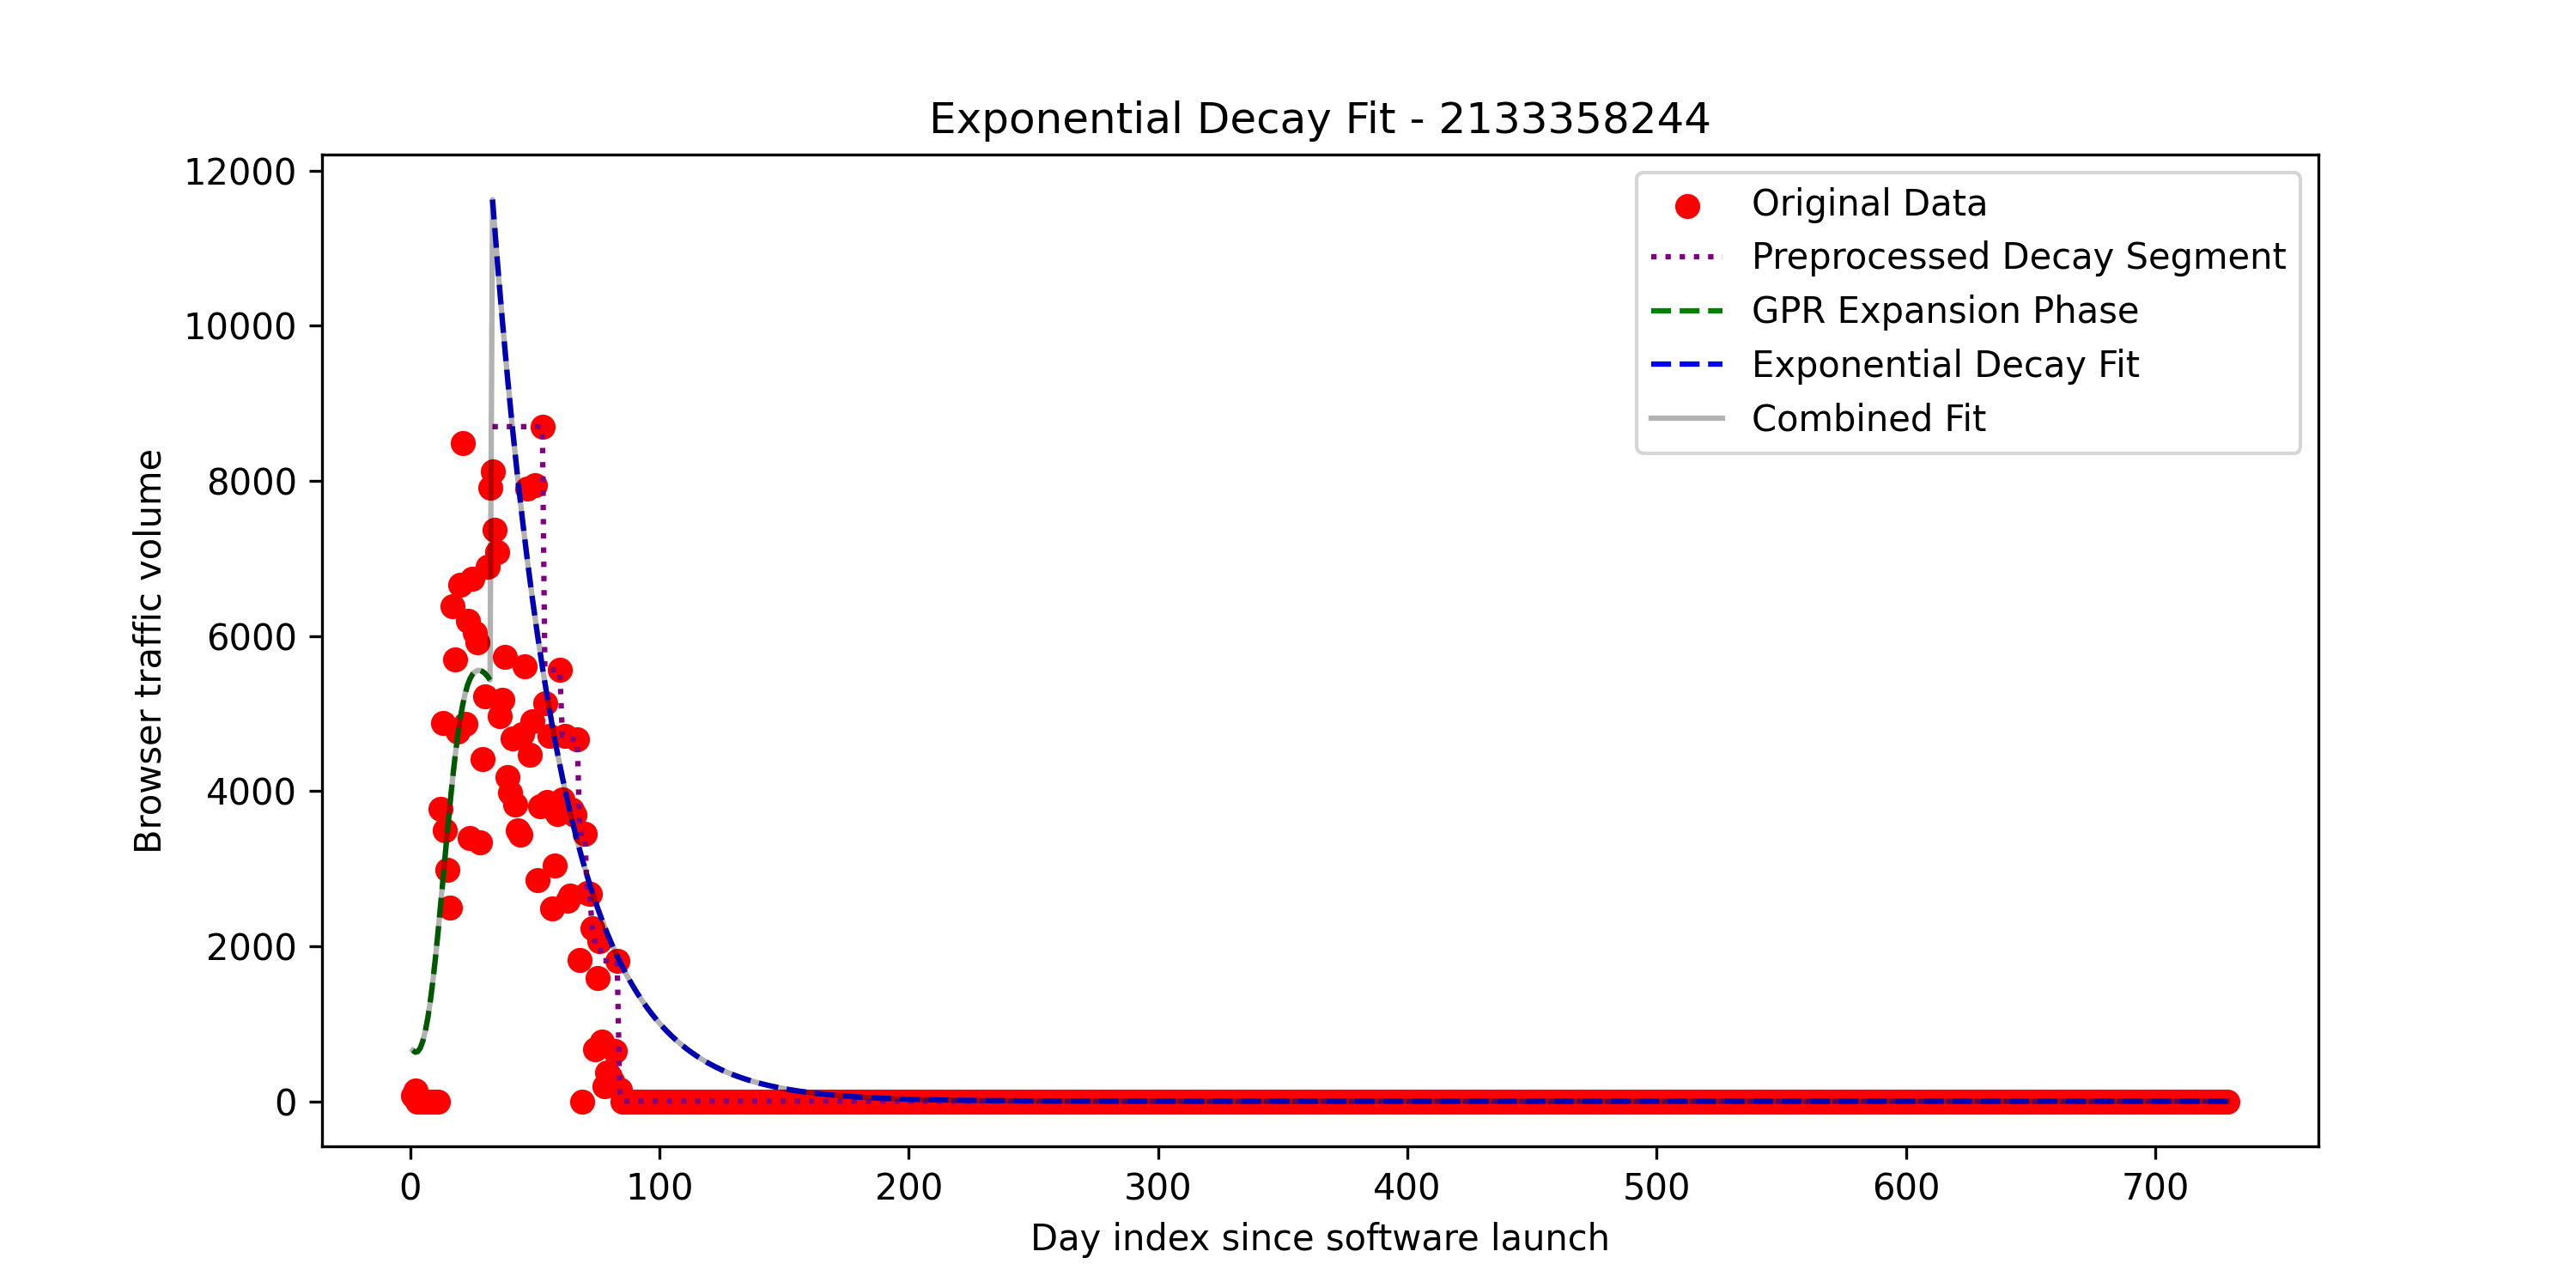 Exponential Decay Fit - 2133358244
12000
10000
8000
6000
4000
2000
0
Browser traffic volume
Original Data
Preprocessed Decay Segment
GPR Expansion Phase
Exponential Decay Fit
Combined Fit
0 100 200 300 400 500 600 700
Day index since software launch